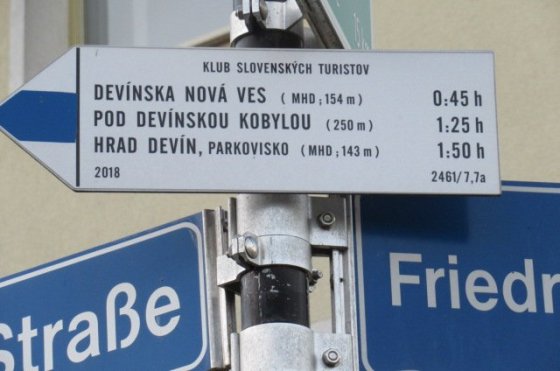 KLUB SLOVENSKÝCH TURISTOV
DEVÍNSKA NOVÁ VES (MHD; 154 m) 0:45 h
POD DEVÍNSKOU KOBYLOU (250 m) 1:25 h
HRAD DEVÍN, PARKOVISKO (MHD; 143 m) 1:50 h
2018 2461/7,7a
Straße